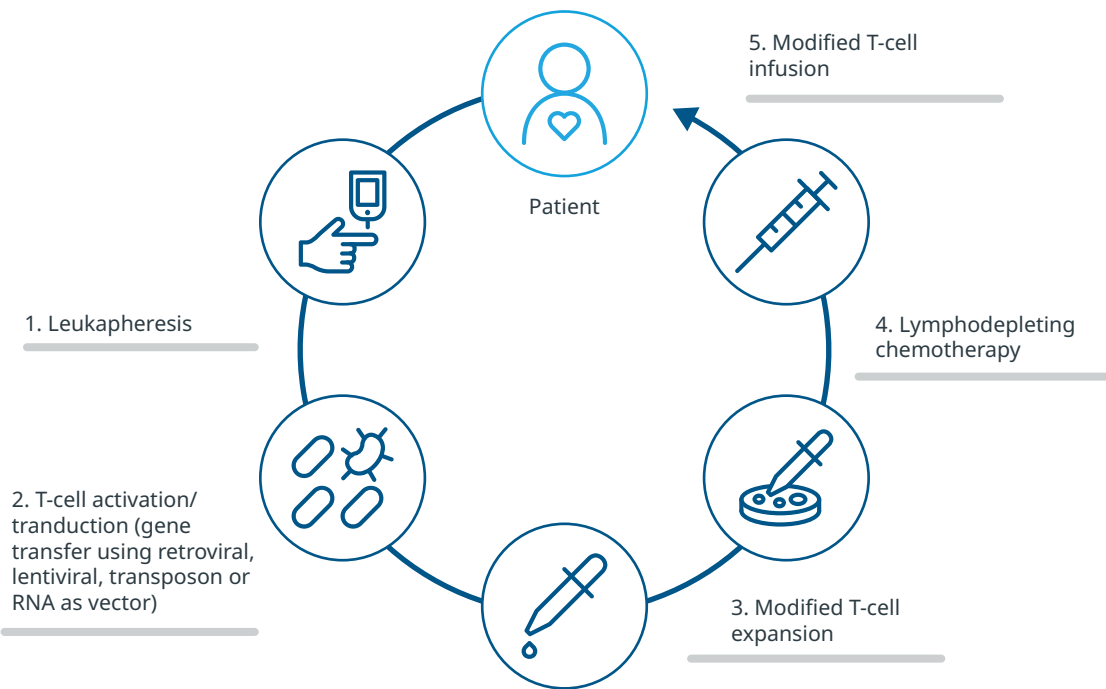 Patient
1. Leukapheresis
2. T-cell activation/
tranduction (gene
transfer using retroviral,
lentiviral, transposon or
RNA as vector)
3. Modified T-cell
expansion
4. Lymphodepleting
chemotherapy
5. Modified T-cell
infusion